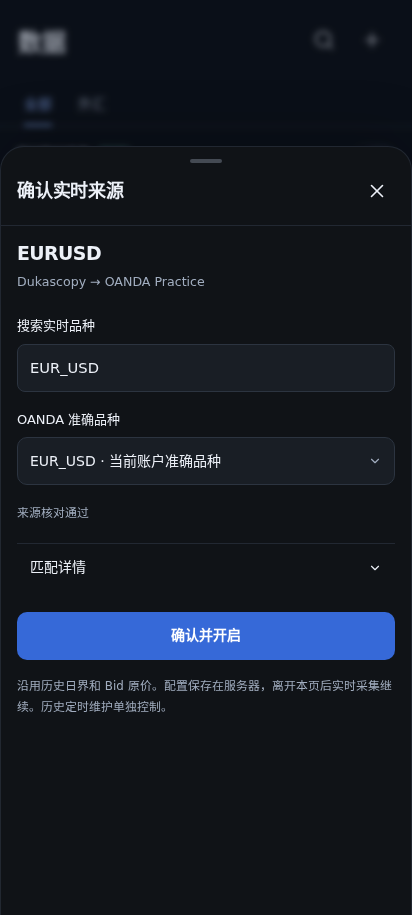 数据
全部 外汇
确认实时来源
EURUSD
Dukascopy → OANDA Practice
搜索实时品种
EUR_USD
OANDA 准确品种
EUR_USD · 当前账户准确品种
来源核对通过
匹配详情
确认并开启
沿用历史日界和 Bid 原价。配置保存在服务器，离开本页后实时采集继
续。历史定时维护单独控制。